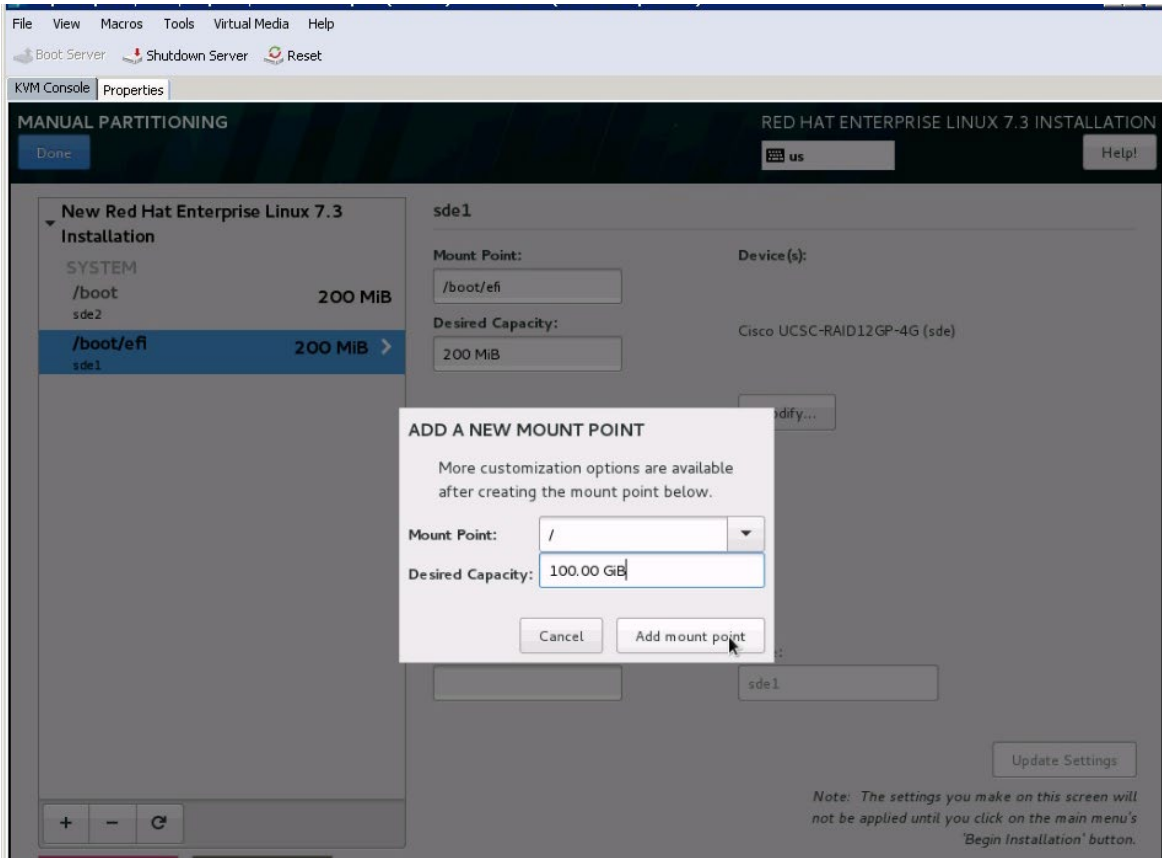 File View Macros Tools Virtual Media Help
Boot Server Shutdown Server Reset
KVM Console Properties
MANUAL PARTITIONING
RED HAT ENTERPRISE LINUX 7.3 INSTALLATION
Done
us
Help!
New Red Hat Enterprise Linux 7.3
Installation
SYSTEM
/boot 200 MiB
sde2
/boot/efi 200 MiB
sde1
sde1
Mount Point:
/boot/efi
Desired Capacity:
200 MiB
Device(s):
Cisco UCSC-RAID12GP-4G (sde)
ADD A NEW MOUNT POINT
More customization options are available
after creating the mount point below.
Mount Point: /
Desired Capacity: 100.00 GiB
Cancel Add mount point
sde1
Update Settings
Note: The settings you make on this screen will
not be applied until you click on the main menu's
'Begin Installation' button.